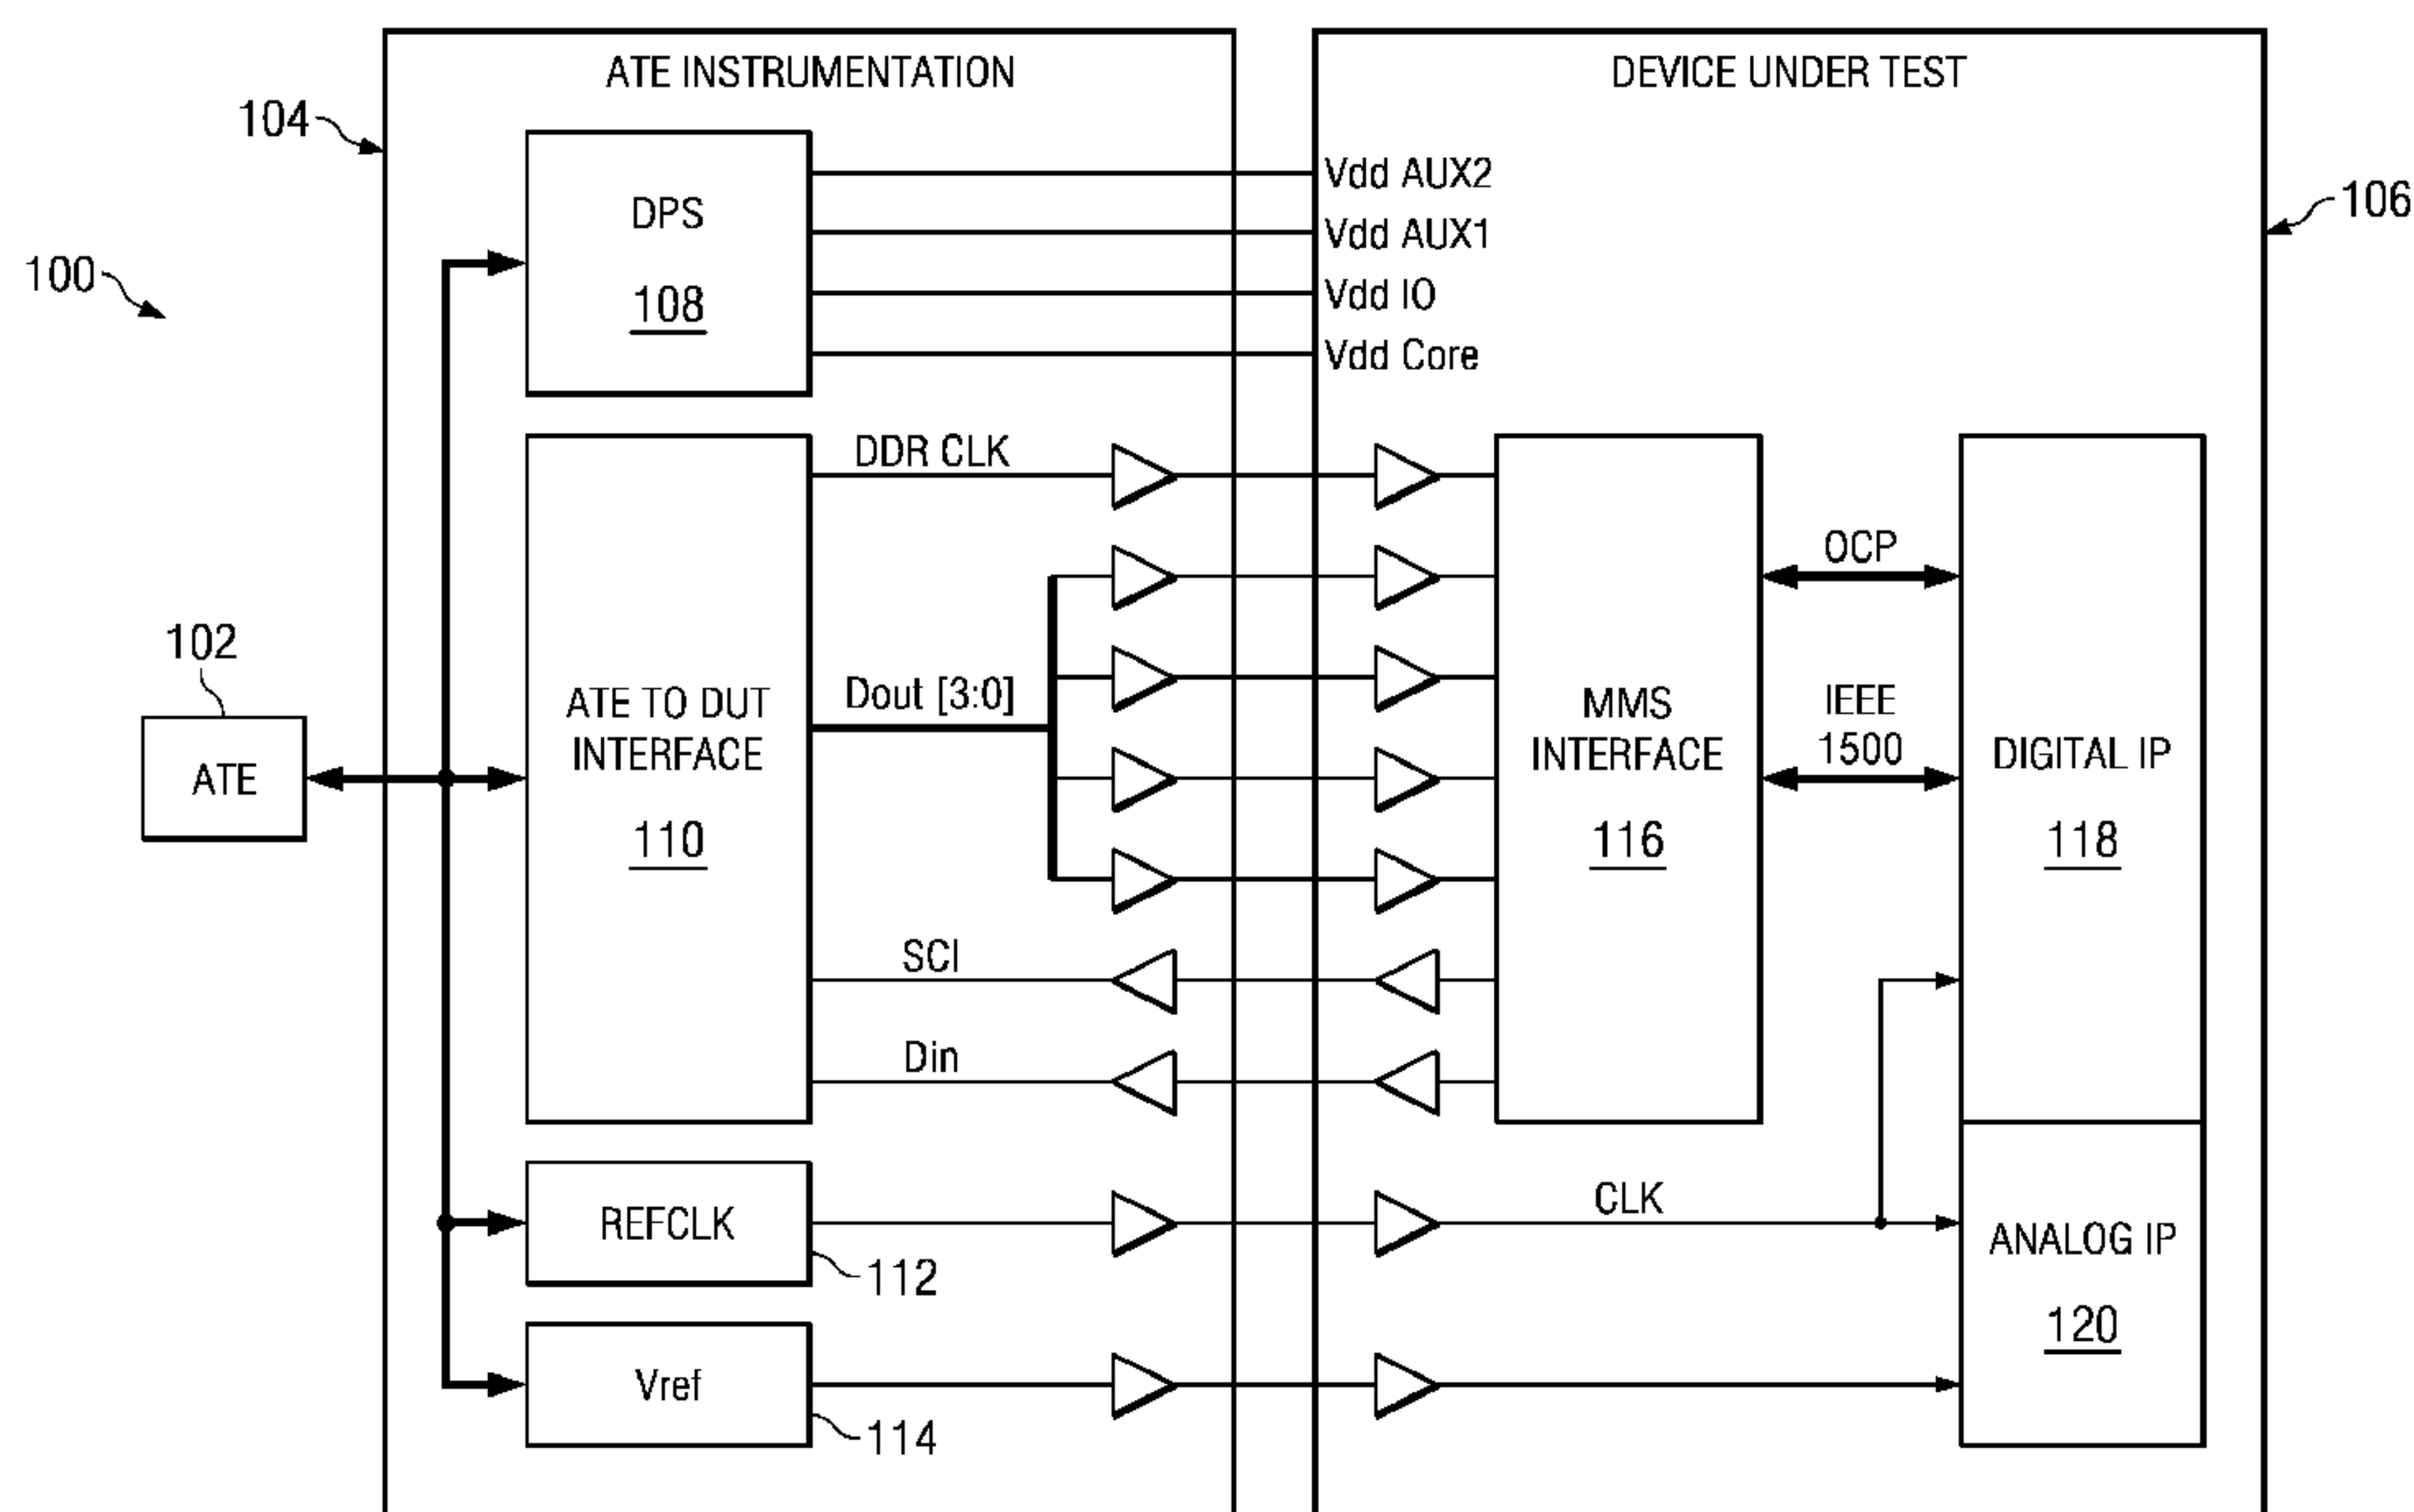 ATE INSTRUMENTATION
DEVICE UNDER TEST
104
106
100
DPS
108
Vdd AUX2
Vdd AUX1
Vdd IO
Vdd Core
102
ATE
ATE TO DUT
INTERFACE
110
DDR CLK
Dout [3:0]
SCI
Din
MMS
INTERFACE
116
OCP
IEEE
1500
DIGITAL IP
118
REFCLK
112
CLK
ANALOG IP
120
Vref
114